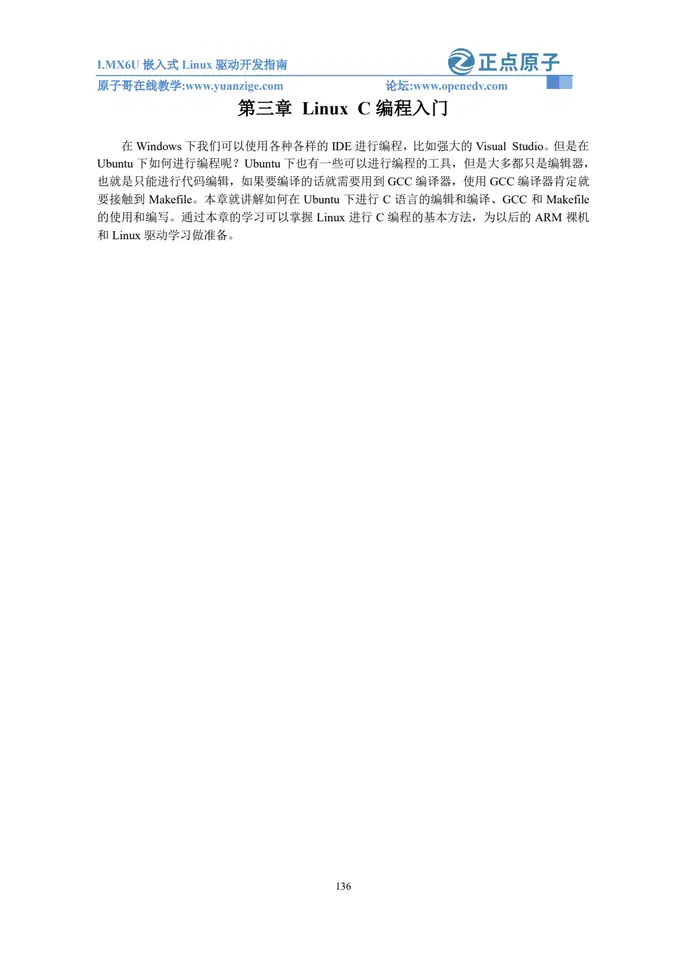 I.MX6U 嵌入式 Linux 驱动开发指南
正点原子
原子哥在线教学:www.yuanzige.com 论坛:www.openedv.com
第三章 Linux C 编程入门
在 Windows 下我们可以使用各种各样的 IDE 进行编程，比如强大的 Visual Studio。但是在
Ubuntu 下如何进行编程呢？Ubuntu 下也有一些可以进行编程的工具，但是大多都只是编辑器，
也就是只能进行代码编辑，如果要编译的话就需要用到 GCC 编译器，使用 GCC 编译器肯定就
要接触到 Makefile。本章就讲解如何在 Ubuntu 下进行 C 语言的编辑和编译、GCC 和 Makefile
的使用和编写。通过本章的学习可以掌握 Linux 进行 C 编程的基本方法，为以后的 ARM 裸机
和 Linux 驱动学习做准备。
136